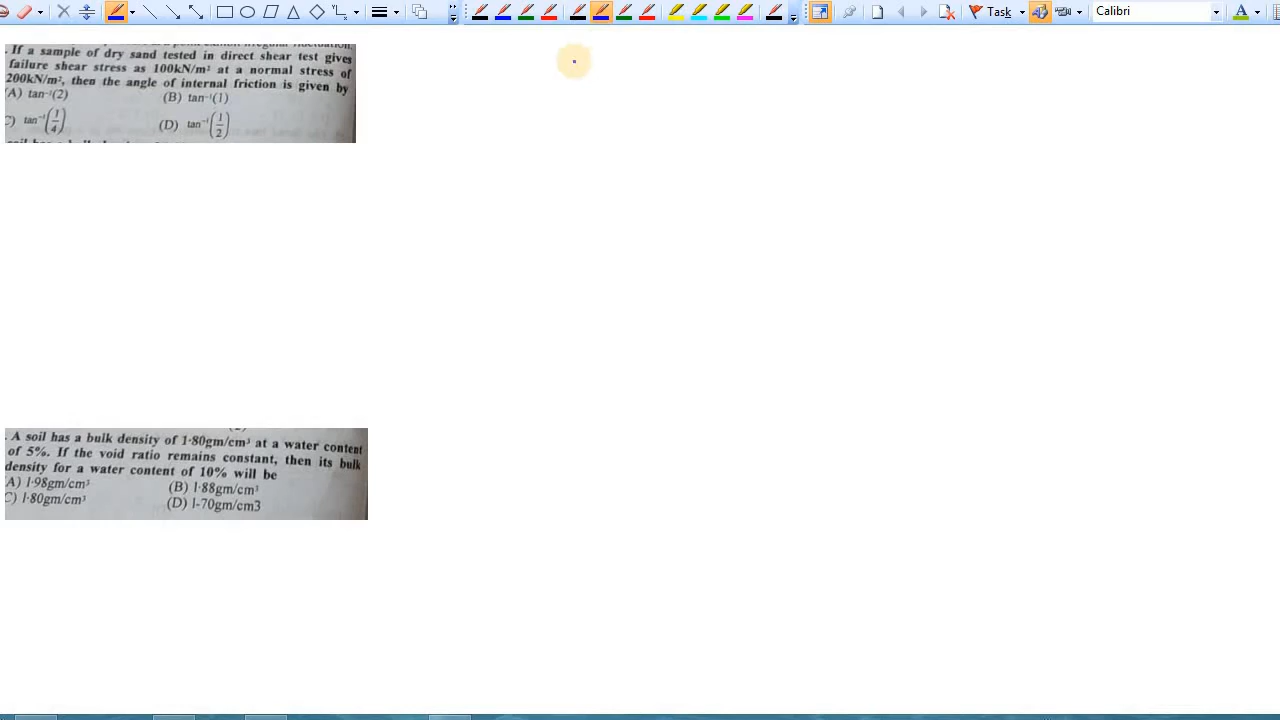 Task
Calibri
A
. If a sample of dry sand tested in direct shear test gives
failure shear stress as 100kN/m² at a normal stress of
200kN/m², then the angle of internal friction is given by
(A) tan⁻¹(2) (B) tan⁻¹(1)
C) tan⁻¹(1/4) (D) tan⁻¹(1/2)
. A soil has a bulk density of 1·80gm/cm³ at a water content
of 5%. If the void ratio remains constant, then its bulk
density for a water content of 10% will be
A) 1·98gm/cm³ (B) 1·88gm/cm³
C) 1·80gm/cm³ (D) 1-70gm/cm3